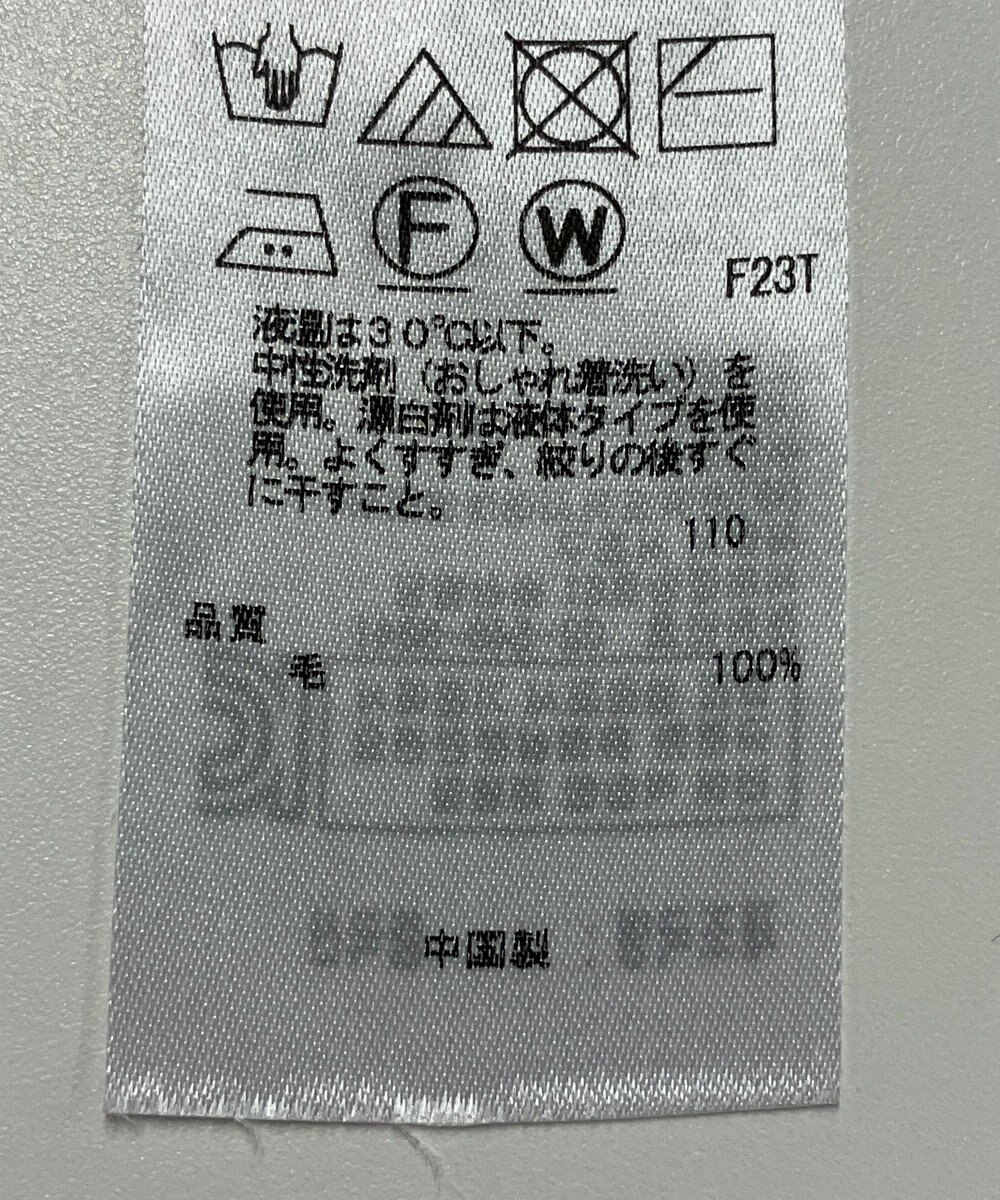 F
W
F23T
液温は30℃以下。
中性洗剤(おしゃれ着洗い)を
使用。漂白剤は液体タイプを使
用。よくすすぎ、絞りの後すぐ
に干すこと。
110
品質
毛 100%
中国製